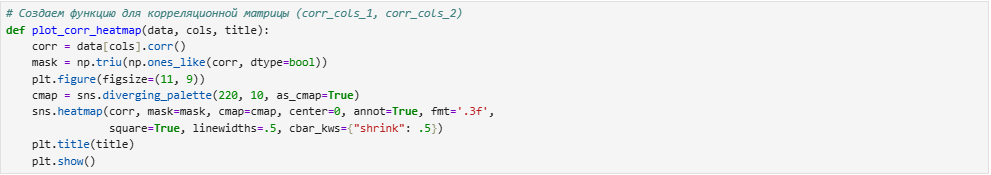 # Создаем функцию для корреляционной матрицы (corr_cols_1, corr_cols_2)
def plot_corr_heatmap(data, cols, title):
    corr = data[cols].corr()
    mask = np.triu(np.ones_like(corr, dtype=bool))
    plt.figure(figsize=(11, 9))
    cmap = sns.diverging_palette(220, 10, as_cmap=True)
    sns.heatmap(corr, mask=mask, cmap=cmap, center=0, annot=True, fmt='.3f',
                square=True, linewidths=.5, cbar_kws={"shrink": .5})
    plt.title(title)
    plt.show()